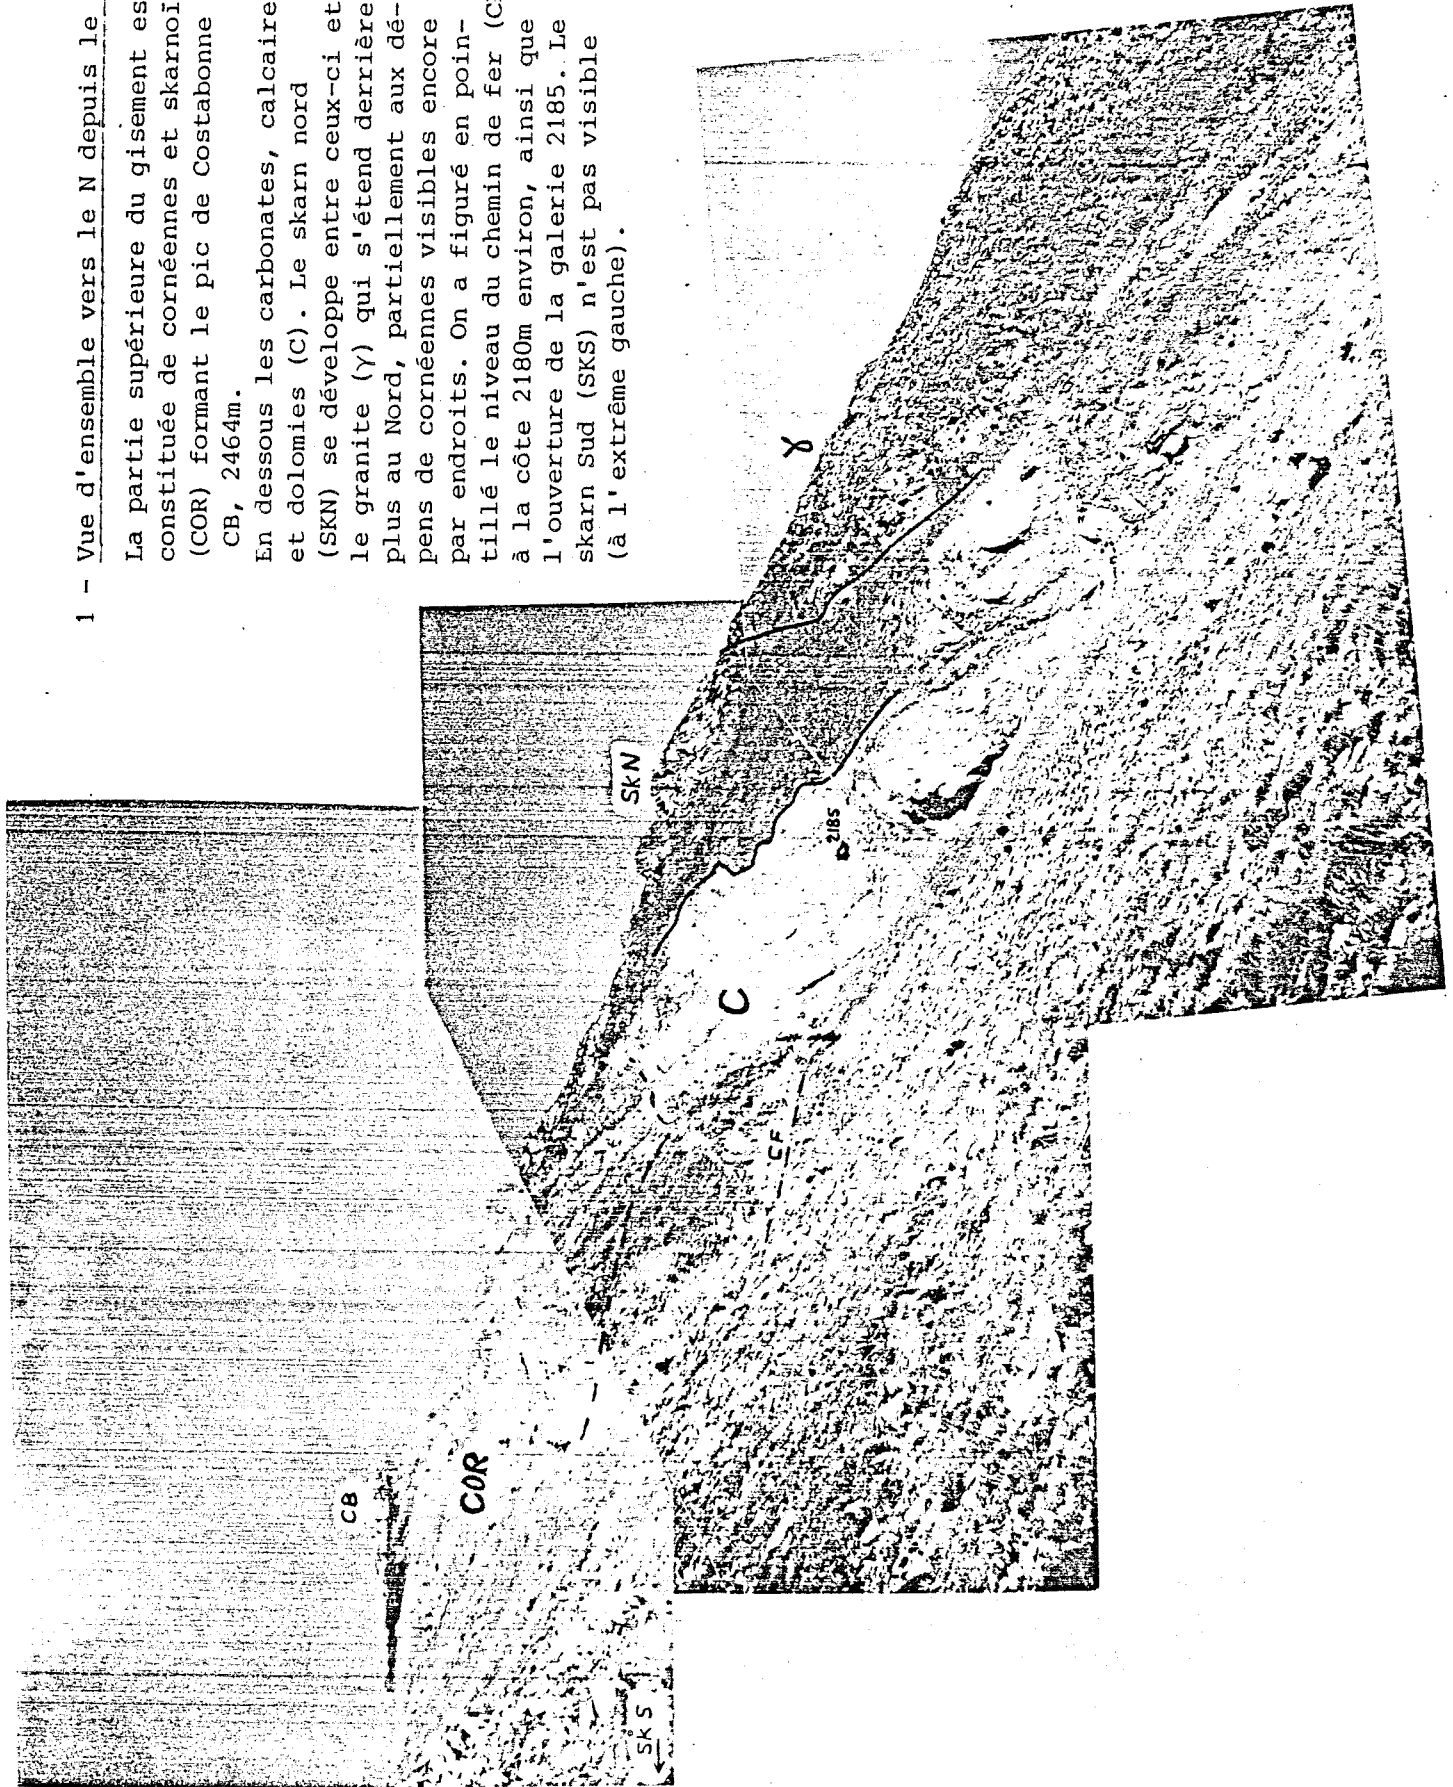 1 - Vue d'ensemble vers le N depuis le
La partie supérieure du gisement es
constituée de cornéennes et skarnoï
(COR) formant le pic de Costabonne
CB, 2464m.
En dessous les carbonates, calcaire
et dolomies (C). Le skarn nord
(SKN) se développe entre ceux-ci et
le granite (γ) qui s'étend derrière
plus au Nord, partiellement aux dé-
pens de cornéennes visibles encore
par endroits. On a figuré en poin-
tillé le niveau du chemin de fer (C
à la côte 2180m environ, ainsi que
l'ouverture de la galerie 2185. Le
skarn Sud (SKS) n'est pas visible
(à l'extrême gauche).
CB
COR
SkS
SkN
γ
C
CF
2185